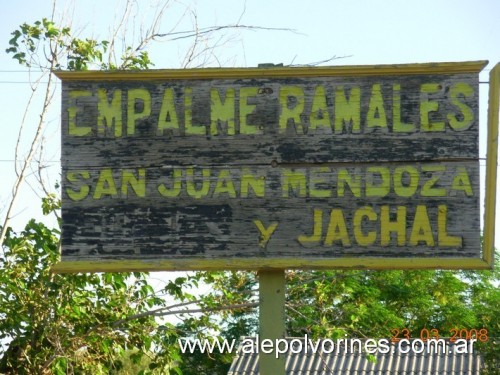 EMPALME RAMALES
SAN JUAN MENDOZA
Y JACHAL
23 03 2008
www.alepolvorines.com.ar